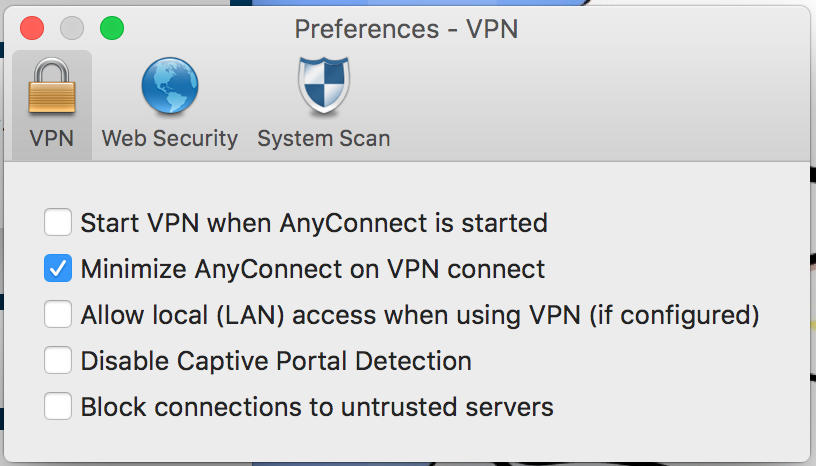 Preferences - VPN
VPN Web Security System Scan
Start VPN when AnyConnect is started
Minimize AnyConnect on VPN connect
Allow local (LAN) access when using VPN (if configured)
Disable Captive Portal Detection
Block connections to untrusted servers